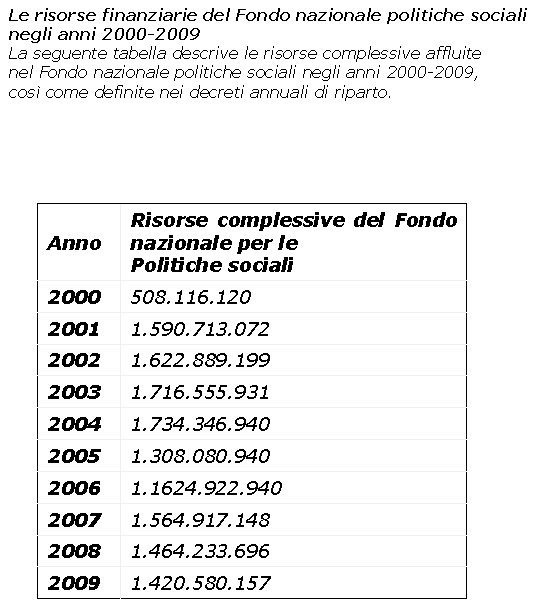 Le risorse finanziarie del Fondo nazionale politiche sociali
negli anni 2000-2009
La seguente tabella descrive le risorse complessive affluite
nel Fondo nazionale politiche sociali negli anni 2000-2009,
così come definite nei decreti annuali di riparto.
Anno
Risorse complessive del Fondo
nazionale per le
Politiche sociali
2000 508.116.120
2001 1.590.713.072
2002 1.622.889.199
2003 1.716.555.931
2004 1.734.346.940
2005 1.308.080.940
2006 1.1624.922.940
2007 1.564.917.148
2008 1.464.233.696
2009 1.420.580.157